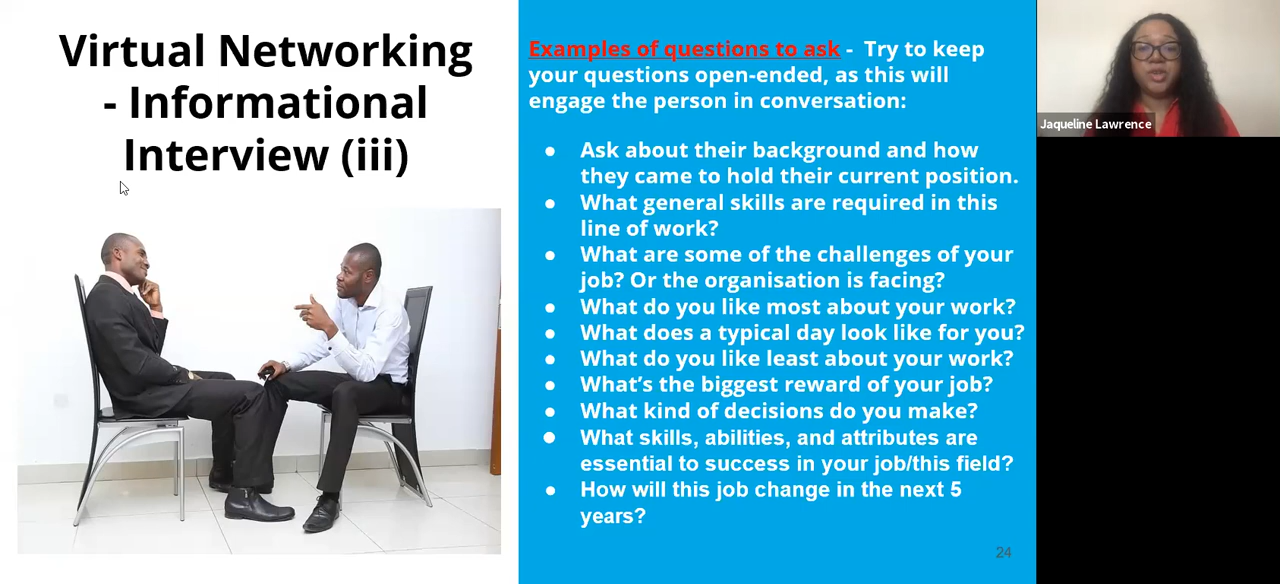 Virtual Networking
- Informational
Interview (iii)
Examples of questions to ask - Try to keep
your questions open-ended, as this will
engage the person in conversation:
● Ask about their background and how
they came to hold their current position.
● What general skills are required in this
line of work?
● What are some of the challenges of your
job? Or the organisation is facing?
● What do you like most about your work?
● What does a typical day look like for you?
● What do you like least about your work?
● What’s the biggest reward of your job?
● What kind of decisions do you make?
● What skills, abilities, and attributes are
essential to success in your job/this field?
● How will this job change in the next 5
years?
24
Jaqueline Lawrence